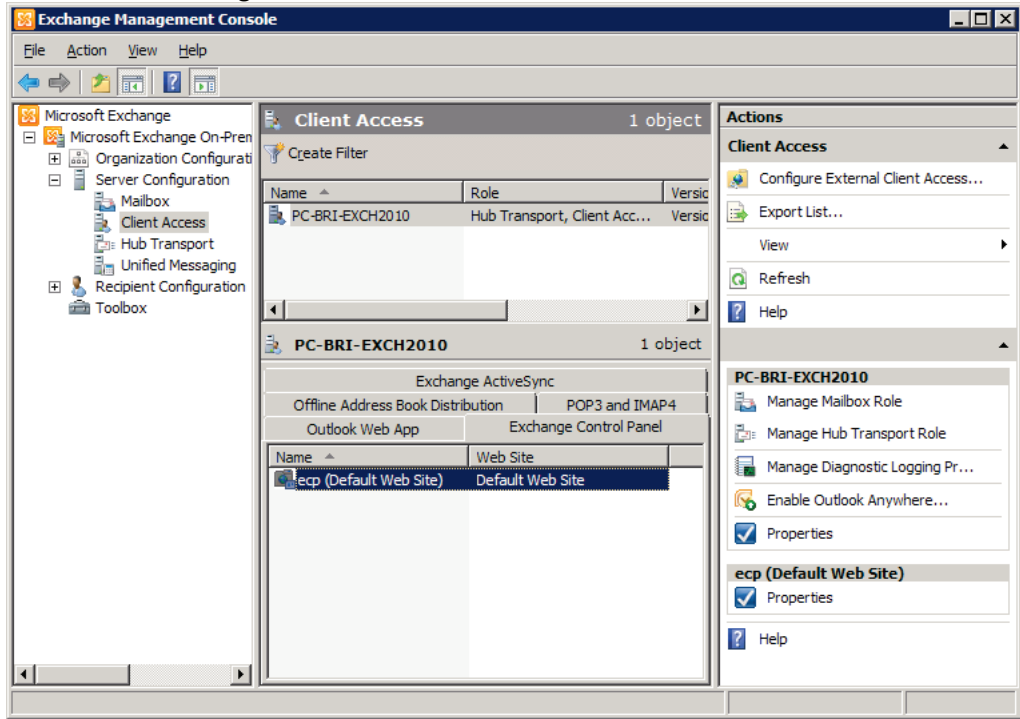 Exchange Management Console
File Action View Help
Microsoft Exchange
Microsoft Exchange On-Prem
Organization Configurati
Server Configuration
Mailbox
Client Access
Hub Transport
Unified Messaging
Recipient Configuration
Toolbox
Client Access 1 object
Create Filter
Name Role Versio
PC-BRI-EXCH2010 Hub Transport, Client Acc... Versio
PC-BRI-EXCH2010 1 object
Exchange ActiveSync
Offline Address Book Distribution POP3 and IMAP4
Outlook Web App Exchange Control Panel
Name Web Site
ecp (Default Web Site) Default Web Site
Actions
Client Access
Configure External Client Access...
Export List...
View
Refresh
Help
PC-BRI-EXCH2010
Manage Mailbox Role
Manage Hub Transport Role
Manage Diagnostic Logging Pr...
Enable Outlook Anywhere...
Properties
ecp (Default Web Site)
Properties
Help